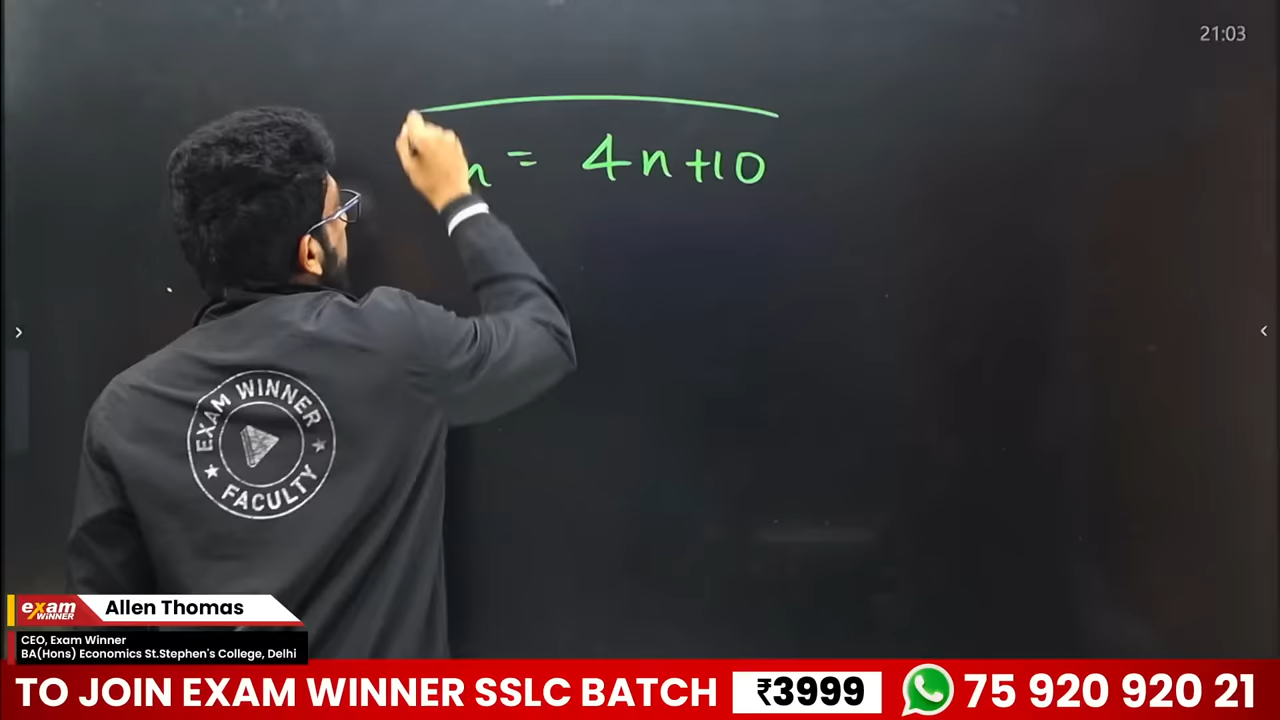 21:03
n = 4n+10
EXAM WINNER
FACULTY
exam
WINNER
Allen Thomas
CEO, Exam Winner
BA(Hons) Economics St.Stephen's College, Delhi
TO JOIN EXAM WINNER SSLC BATCH ₹3999 75 920 920 21